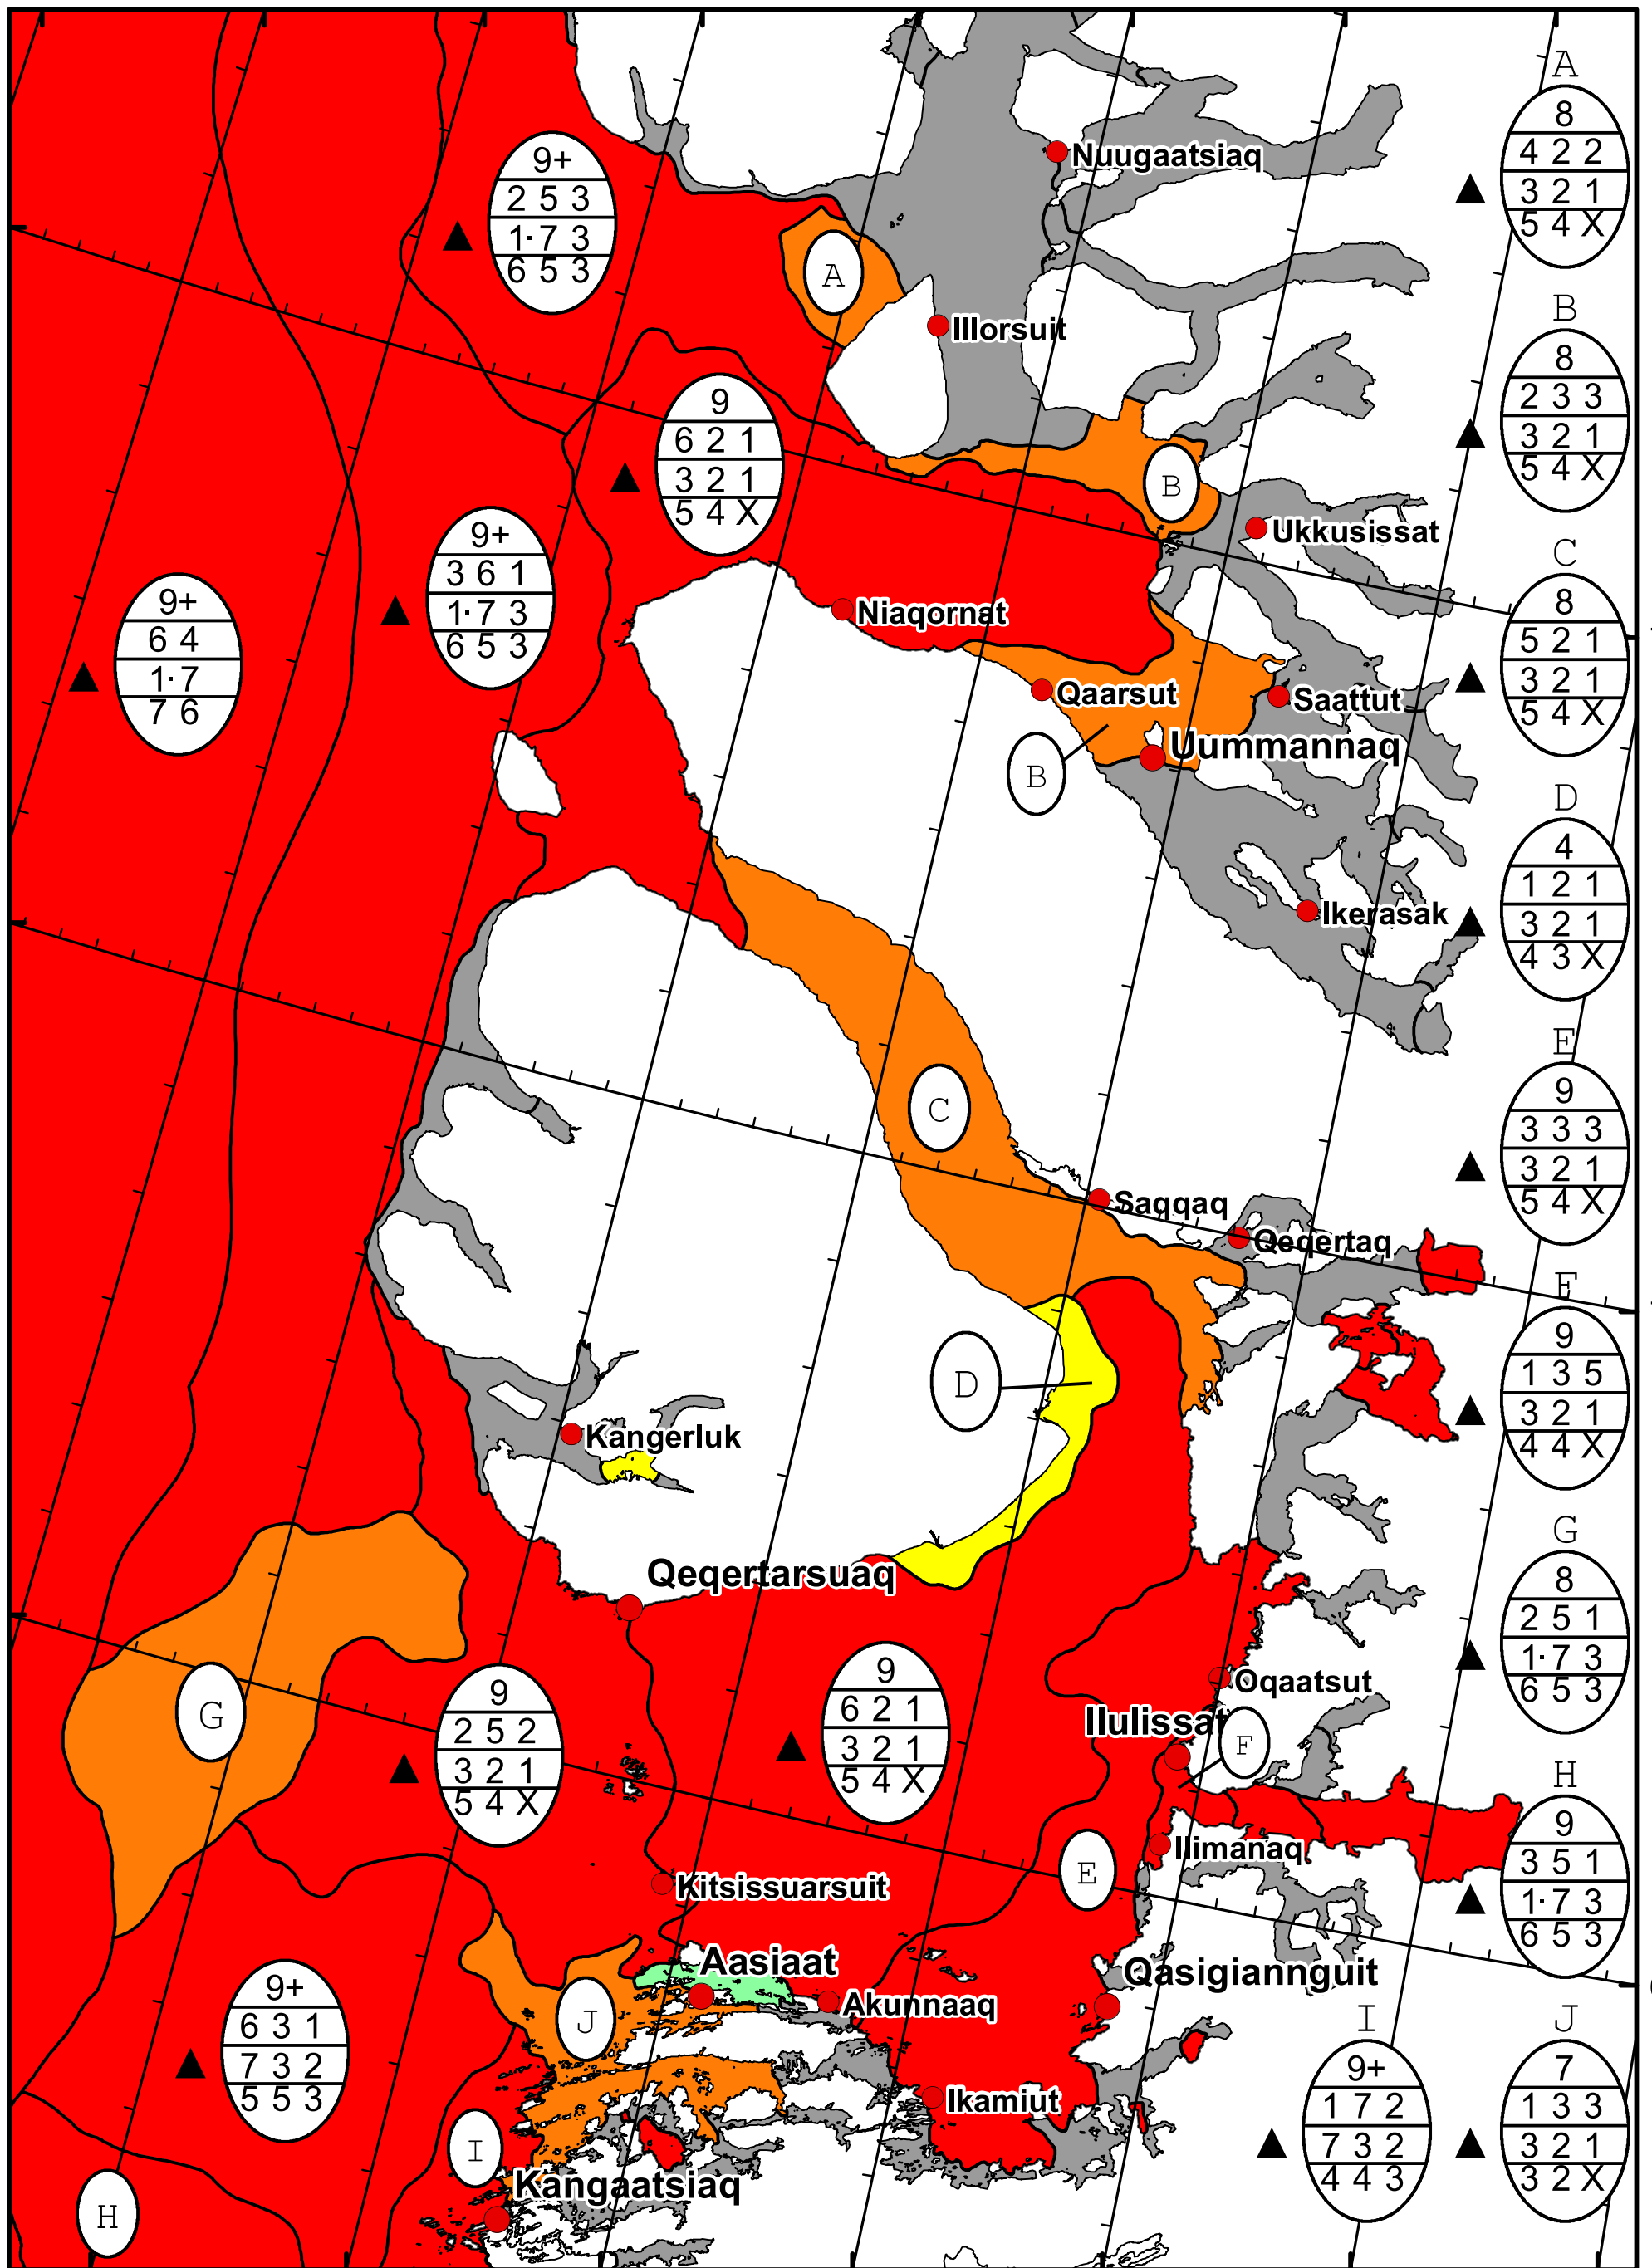 A
8
4 2 2
3 2 1
5 4 X
Nuugaatsiaq
9+
2 5 3
1· 7 3
6 5 3
A
Illorsuit
B
8
2 3 3
3 2 1
5 4 X
9
6 2 1
3 2 1
5 4 X
B
Ukkusissat
9+
3 6 1
1· 7 3
6 5 3
C
8
5 2 1
3 2 1
5 4 X
9+
6 4
1· 7
7 6
Niaqornat
Qaarsut
Saattut
Uummannaq
B
D
4
1 2 1
3 2 1
4 3 X
Ikerasak
E
9
3 3 3
3 2 1
5 4 X
C
Saqqaq
Qeqertaq
F
9
1 3 5
3 2 1
4 4 X
D
Kangerluk
G
8
2 5 1
1· 7 3
6 5 3
Qeqertarsuaq
Oqaatsut
Ilulissat
F
G
9
2 5 2
3 2 1
5 4 X
9
6 2 1
3 2 1
5 4 X
H
9
3 5 1
1· 7 3
6 5 3
Ilimanaq
E
Kitsissuarsuit
Aasiaat
Qasigiannguit
Akunnaaq
J
9+
6 3 1
7 3 2
5 5 3
I
9+
1 7 2
7 3 2
4 4 3
J
7
1 3 3
3 2 1
3 2 X
Ikamiut
I
Kangaatsiaq
H